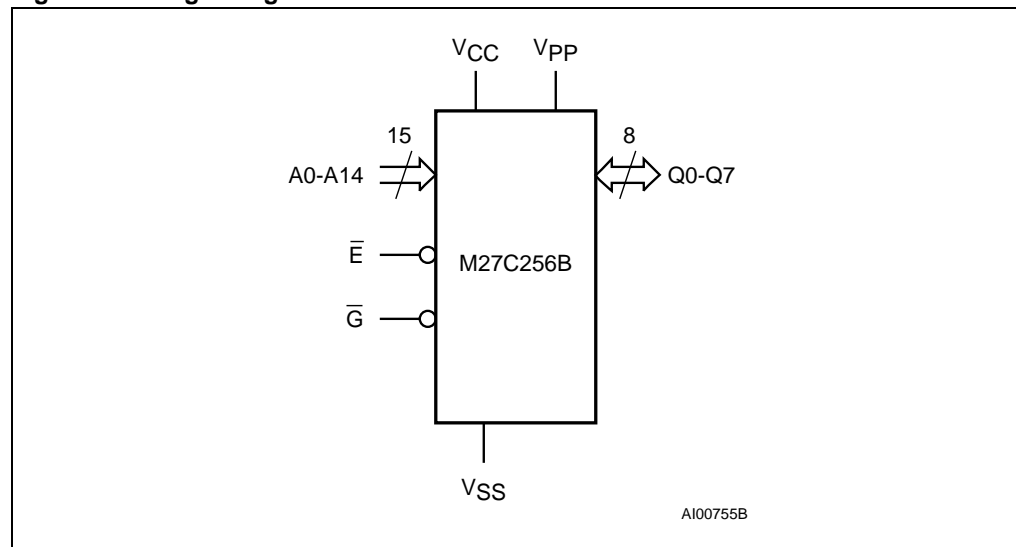 VCC VPP
15 8
A0-A14 Q0-Q7
E̅ M27C256B
G̅
VSS
AI00755B